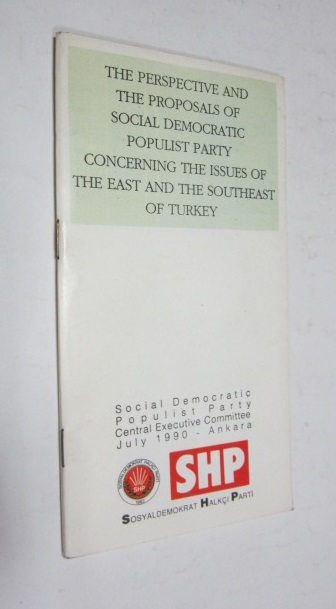 THE PERSPECTIVE AND
THE PROPOSALS OF
SOCIAL DEMOCRATIC
POPULIST PARTY
CONCERNING THE ISSUES OF
THE EAST AND THE SOUTHEAST
OF TURKEY
Social Democratic
Populist Party
Central Executive Committee
July 1990 - Ankara
SHP
SHP
SOSYALDEMOKRAT HALKÇI PARTİ